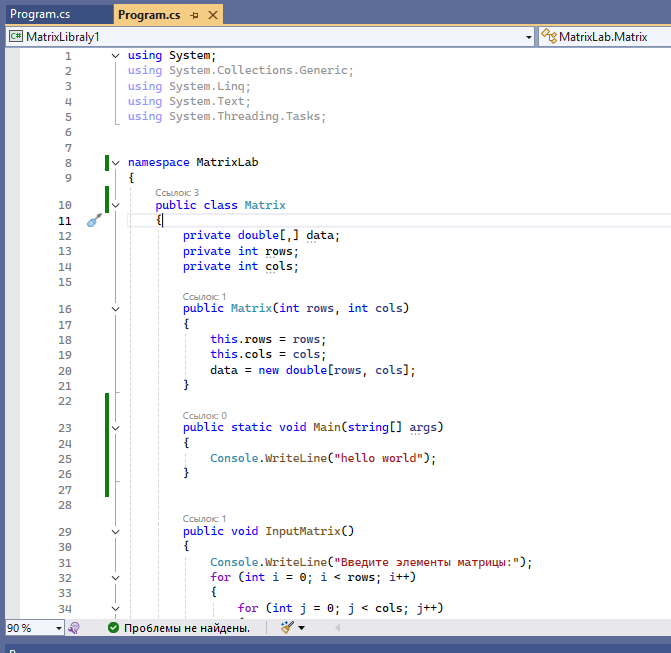 Program.cs Program.cs
C# MatrixLibraly1 MatrixLab.Matrix
1 using System;
2 using System.Collections.Generic;
3 using System.Linq;
4 using System.Text;
5 using System.Threading.Tasks;
6
7
8 namespace MatrixLab
9 {
Ссылок: 3
10 public class Matrix
11 {
12 private double[,] data;
13 private int rows;
14 private int cols;
15
Ссылок: 1
16 public Matrix(int rows, int cols)
17 {
18 this.rows = rows;
19 this.cols = cols;
20 data = new double[rows, cols];
21 }
22
Ссылок: 0
23 public static void Main(string[] args)
24 {
25 Console.WriteLine("hello world");
26 }
27
28
Ссылок: 1
29 public void InputMatrix()
30 {
31 Console.WriteLine("Введите элементы матрицы:");
32 for (int i = 0; i < rows; i++)
33 {
34 for (int j = 0; j < cols; j++)
90 % Проблемы не найдены.